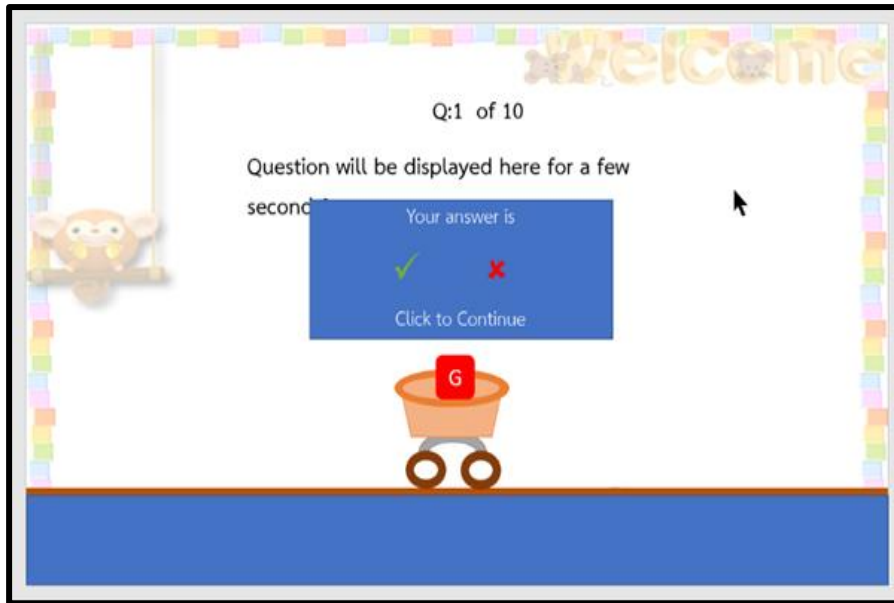 Welcome
Q:1 of 10
Question will be displayed here for a few
second
Your answer is
Click to Continue
G